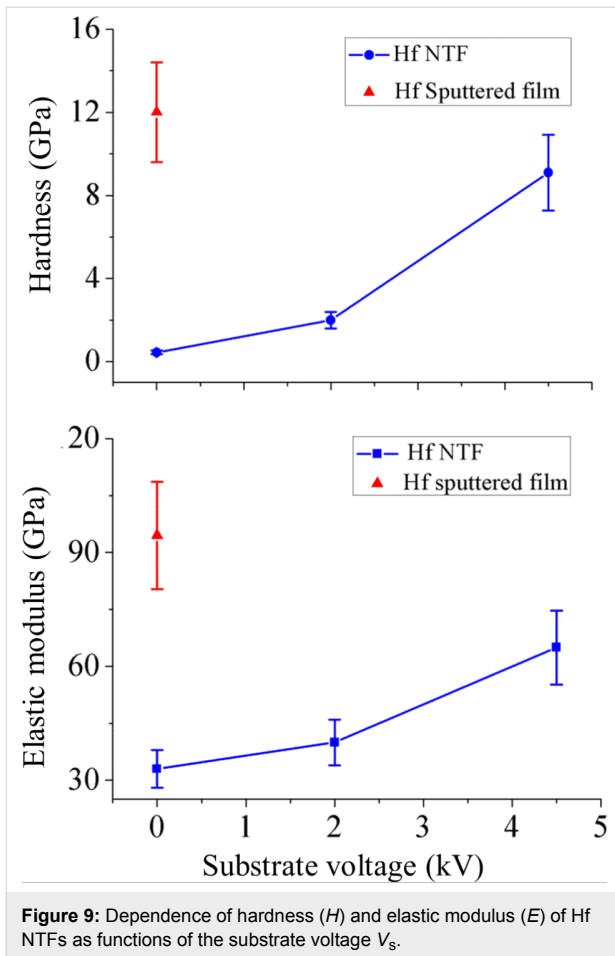 16
12
8
4
0
Hardness (GPa)
Hf NTF
Hf Sputtered film
20
90
60
30
Elastic modulus (GPa)
Hf NTF
Hf sputtered film
0 1 2 3 4 5
Substrate voltage (kV)
Figure 9: Dependence of hardness (H) and elastic modulus (E) of Hf
NTFs as functions of the substrate voltage Vs.